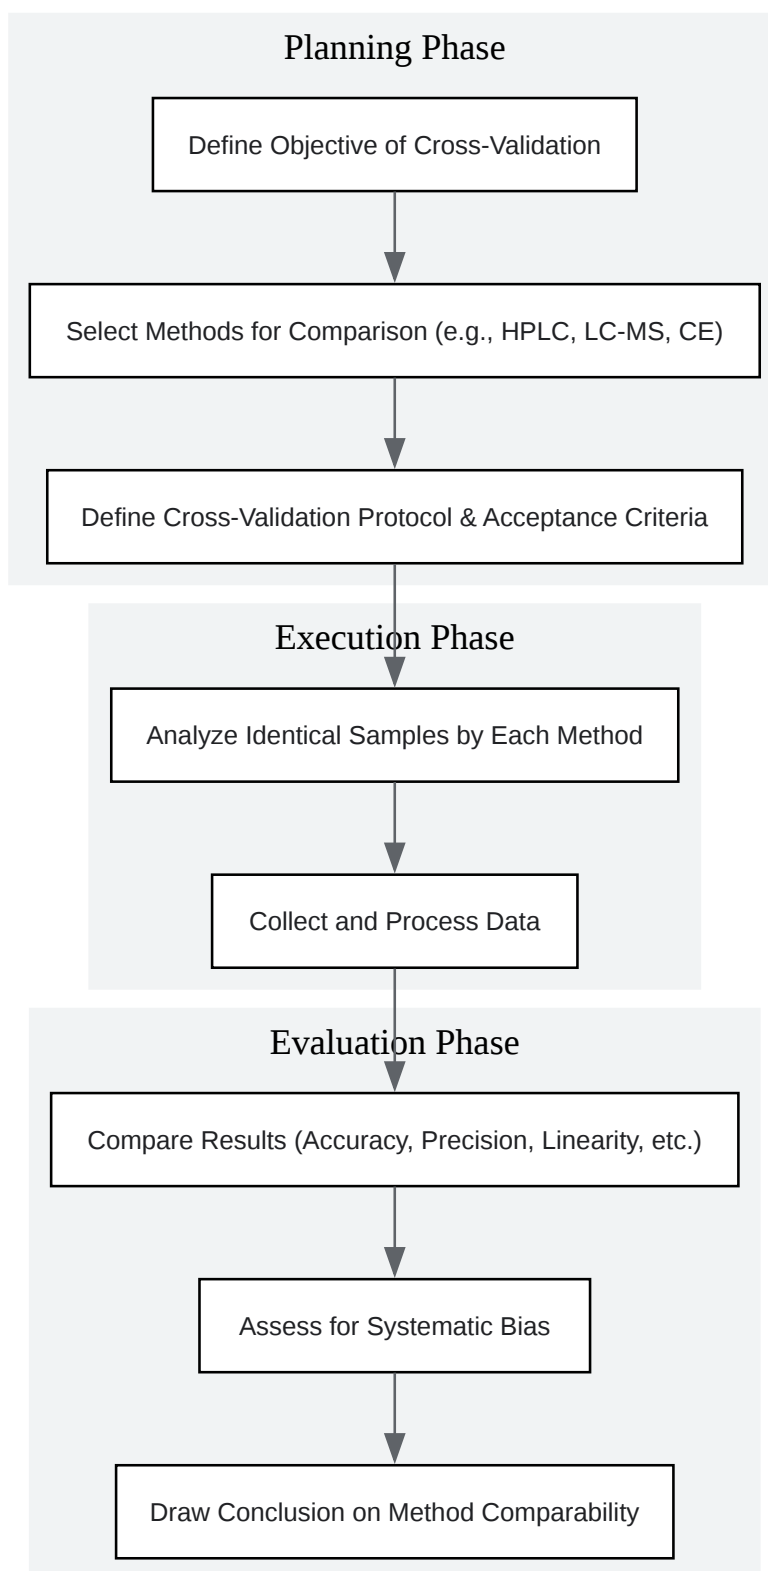 Planning Phase
Define Objective of Cross-Validation
Select Methods for Comparison (e.g., HPLC, LC-MS, CE)
Define Cross-Validation Protocol & Acceptance Criteria
Execution Phase
Analyze Identical Samples by Each Method
Collect and Process Data
Evaluation Phase
Compare Results (Accuracy, Precision, Linearity, etc.)
Assess for Systematic Bias
Draw Conclusion on Method Comparability